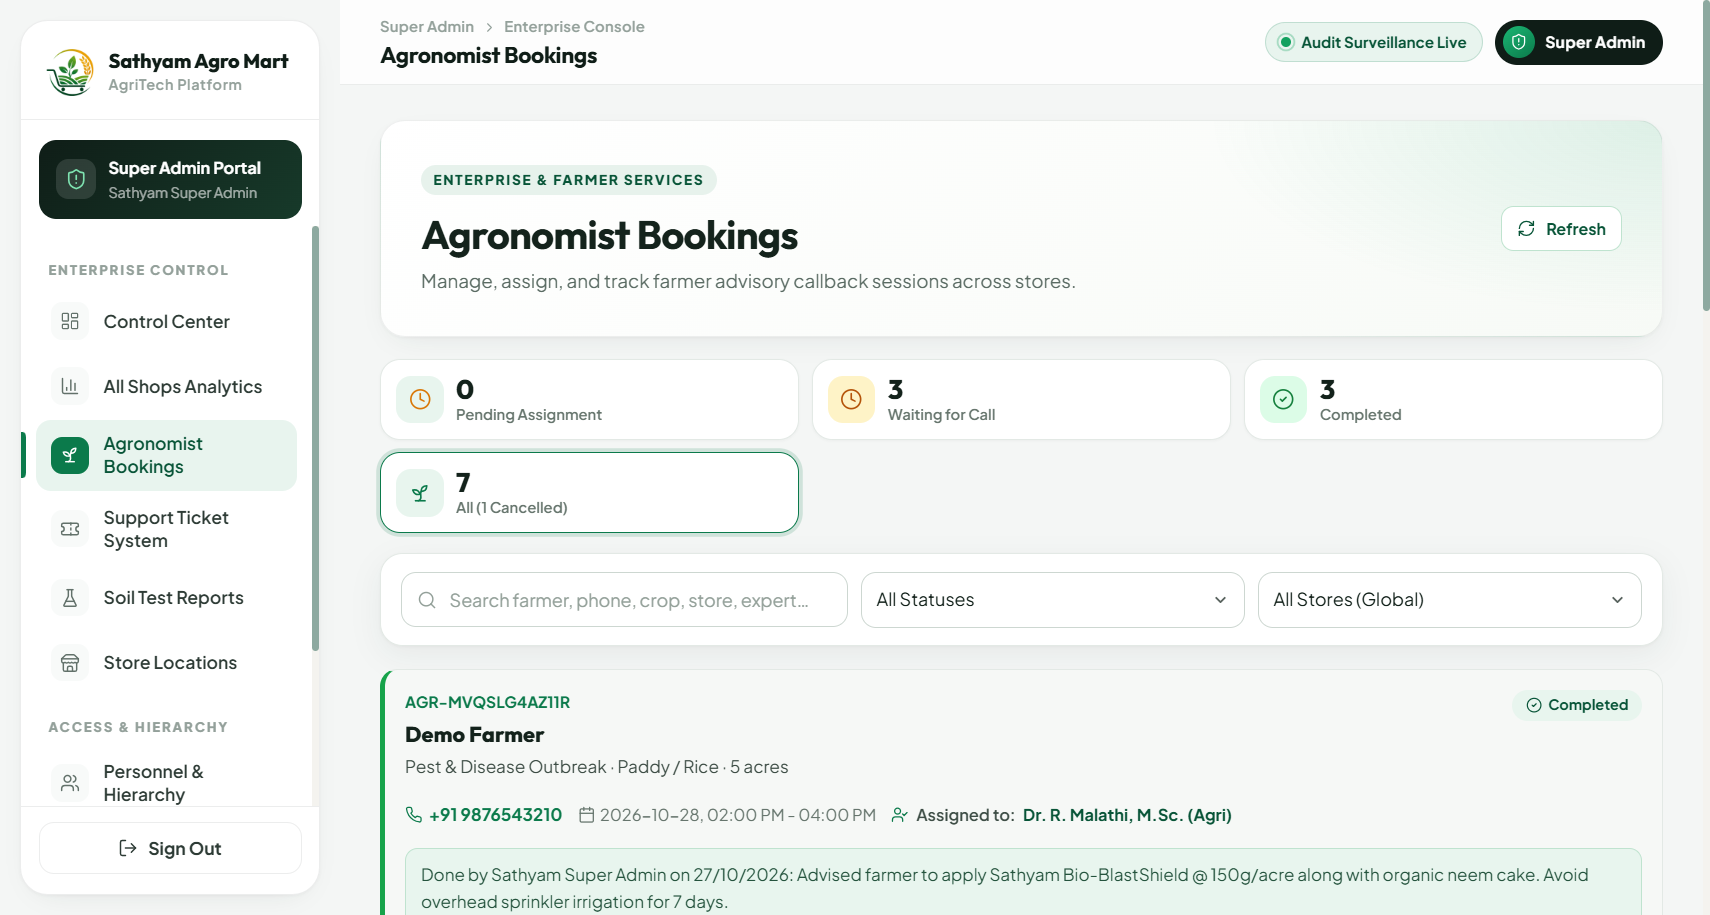 Sathyam Agro Mart
AgriTech Platform
Super Admin Portal
Sathyam Super Admin
ENTERPRISE CONTROL
Control Center
All Shops Analytics
Agronomist
Bookings
Support Ticket
System
Soil Test Reports
Store Locations
ACCESS & HIERARCHY
Personnel &
Hierarchy
Sign Out
Super Admin > Enterprise Console
Agronomist Bookings
Audit Surveillance Live
Super Admin
ENTERPRISE & FARMER SERVICES
Agronomist Bookings
Manage, assign, and track farmer advisory callback sessions across stores.
Refresh
0
Pending Assignment
3
Waiting for Call
3
Completed
7
All (1 Cancelled)
Search farmer, phone, crop, store, expert...
All Statuses
All Stores (Global)
AGR-MVQSLG4AZ11R
Completed
Demo Farmer
Pest & Disease Outbreak · Paddy / Rice · 5 acres
+91 9876543210 2026-10-28, 02:00 PM - 04:00 PM Assigned to: Dr. R. Malathi, M.Sc. (Agri)
Done by Sathyam Super Admin on 27/10/2026: Advised farmer to apply Sathyam Bio-BlastShield @ 150g/acre along with organic neem cake. Avoid
overhead sprinkler irrigation for 7 days.